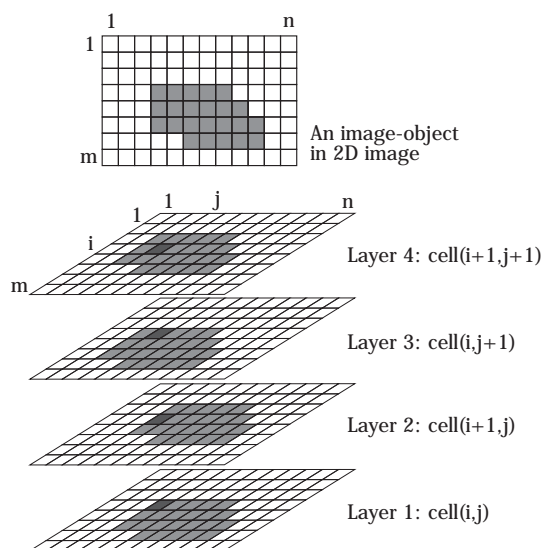 1 n
1
An image-object
in 2D image
m
1 1 j n
i
Layer 4: cell(i+1,j+1)
m
Layer 3: cell(i,j+1)
Layer 2: cell(i+1,j)
Layer 1: cell(i,j)